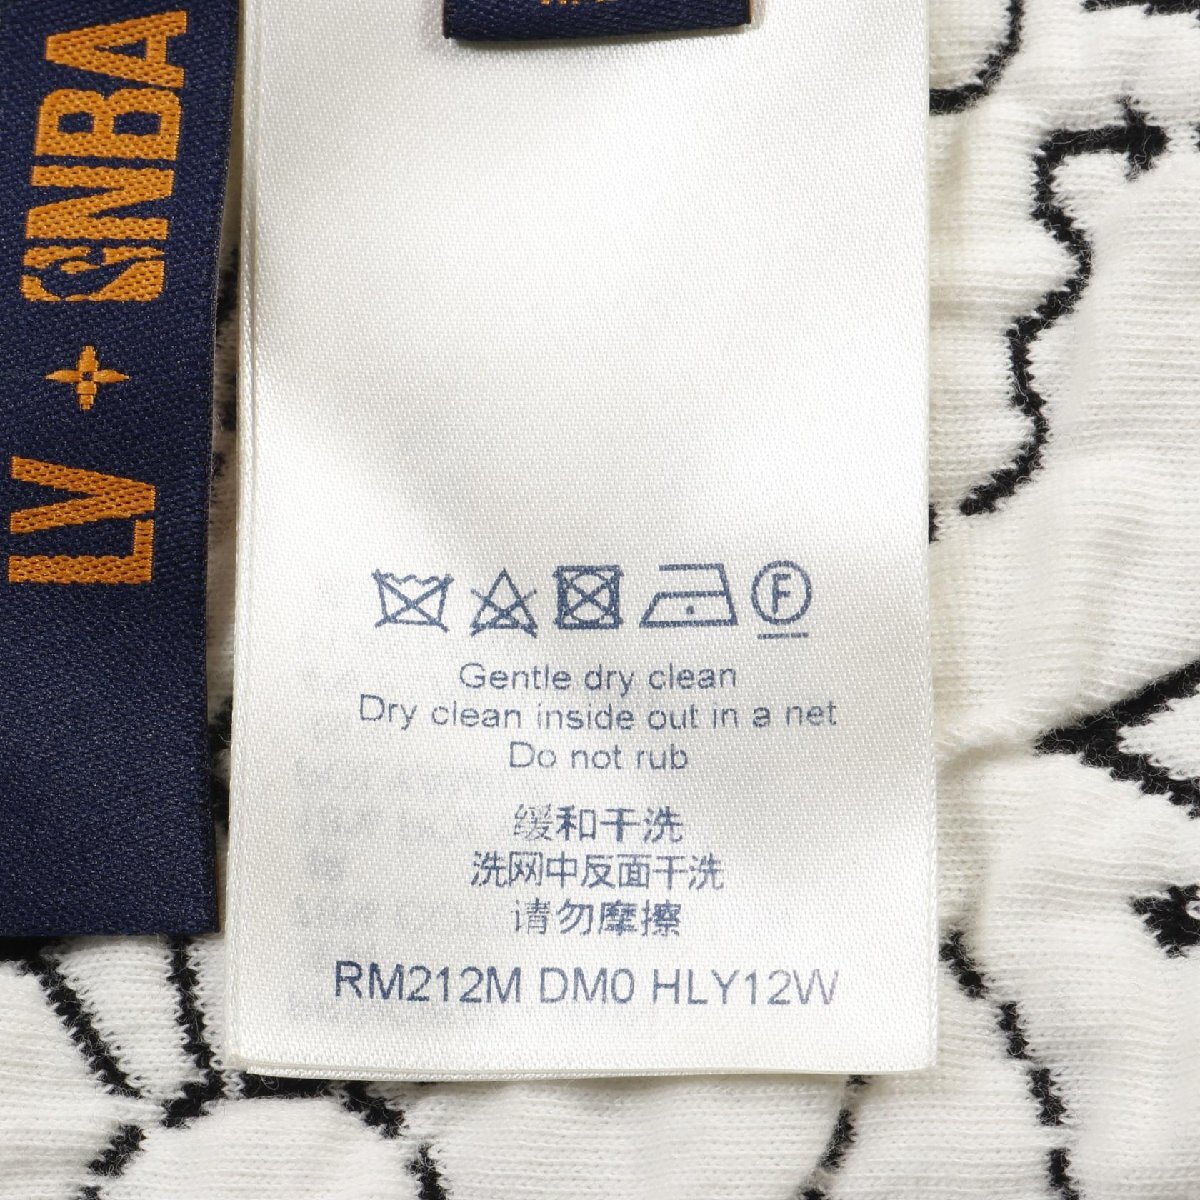 LV + NBA
F
Gentle dry clean
Dry clean inside out in a net
Do not rub
缓和干洗
洗网中反面干洗
请勿摩擦
RM212M DM0 HLY12W